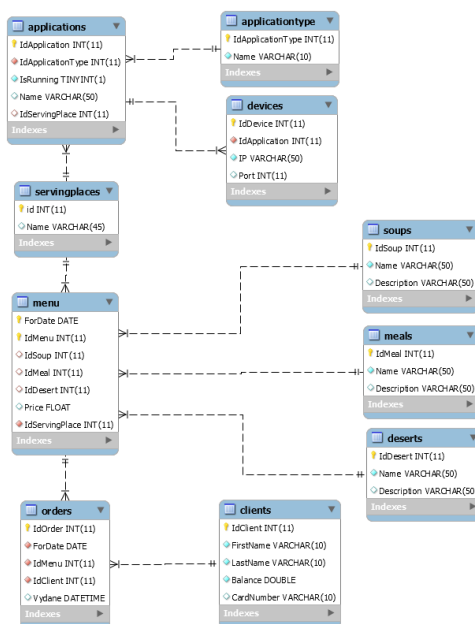 applications
IdApplication INT(11)
IdApplicationType INT(11)
IsRunning TINYINT(1)
Name VARCHAR(50)
IdServingPlace INT(11)
Indexes
applicationtype
IdApplicationType INT(11)
Name VARCHAR(10)
Indexes
devices
IdDevice INT(11)
IdApplication INT(11)
IP VARCHAR(50)
Port INT(11)
Indexes
servingplaces
id INT(11)
Name VARCHAR(45)
Indexes
menu
ForDate DATE
IdMenu INT(11)
IdSoup INT(11)
IdMeal INT(11)
IdDesert INT(11)
Price FLOAT
IdServingPlace INT(11)
Indexes
soups
IdSoup INT(11)
Name VARCHAR(50)
Description VARCHAR(50)
Indexes
meals
IdMeal INT(11)
Name VARCHAR(50)
Description VARCHAR(50)
Indexes
deserts
IdDesert INT(11)
Name VARCHAR(50)
Description VARCHAR(50
Indexes
orders
IdOrder INT(11)
ForDate DATE
IdMenu INT(11)
IdClient INT(11)
Vydane DATETIME
Indexes
clients
IdClient INT(11)
FirstName VARCHAR(10)
LastName VARCHAR(10)
Balance DOUBLE
CardNumber VARCHAR(10)
Indexes